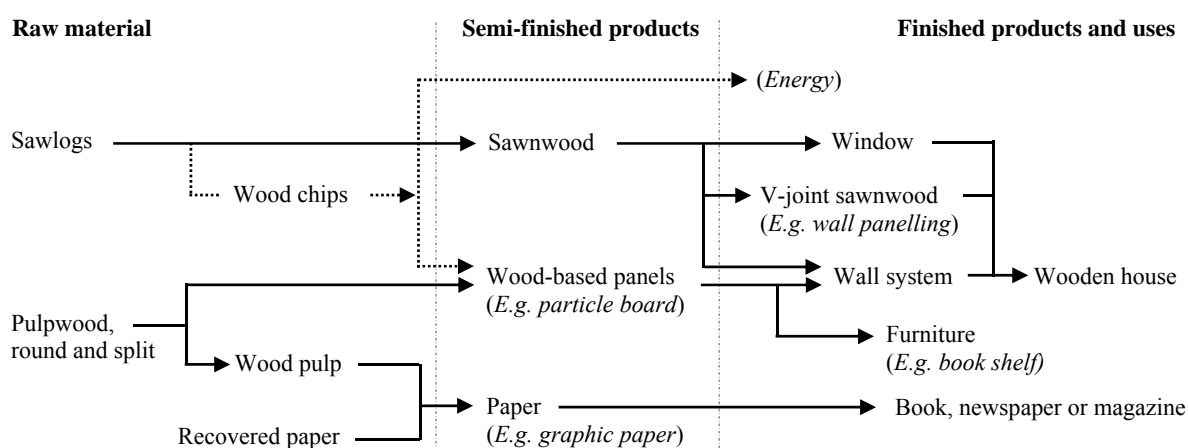 Raw material Semi-finished products Finished products and uses
(Energy)
Sawlogs Sawnwood Window
Wood chips V-joint sawnwood
(E.g. wall panelling)
Wood-based panels Wall system Wooden house
(E.g. particle board)
Pulpwood,
round and split
Furniture
(E.g. book shelf)
Wood pulp
Paper Book, newspaper or magazine
(E.g. graphic paper)
Recovered paper